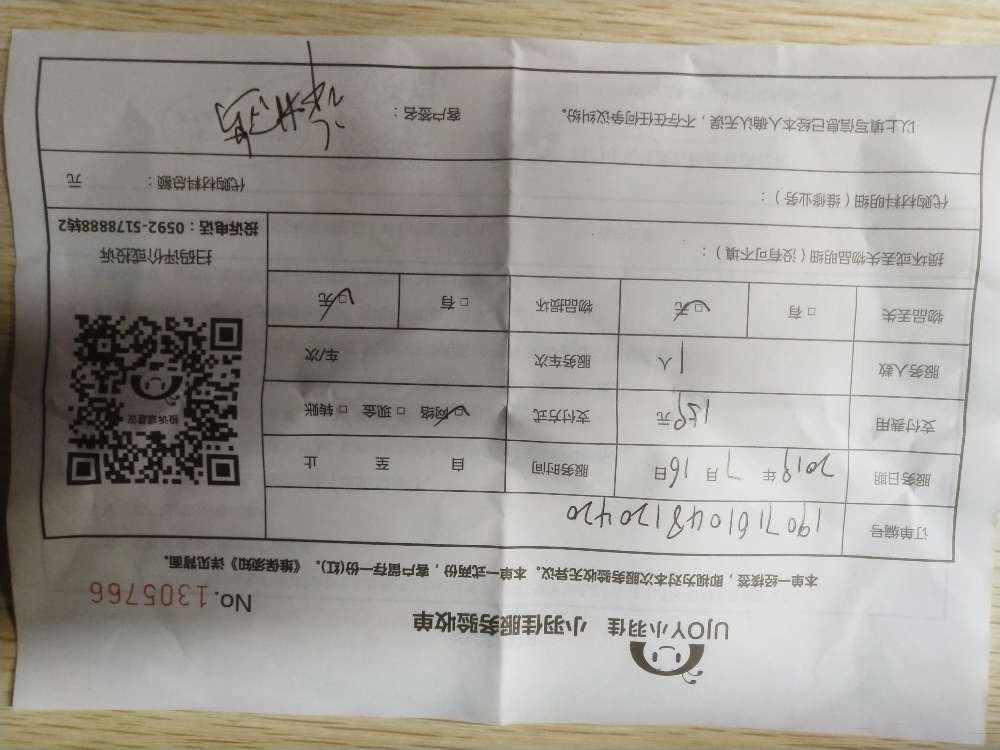 UJOY小羽佳 小羽佳服务验收单
No.1305766
本单一经接签，即视为对本次服务验收无异议。本单一式两份，客户留存一份(红)。《维保须知》详见背面。
订单编号 190716104812042​0
服务日期 2019年7月16日 服务时间 自 至 止
支付费用 159元 支付方式 ☑网络 □现金 □转账
服务人数 1人 服务车次 车/次
物品丢失 □有 ☑无 物品损坏 □有 ☑无
投诉或建议
扫码评价或投诉
投诉电话：0592-5178888转2
损坏或丢失物品明细（没有可不填）：
代购材料明细（维修业务）： 代购材料总额： 元
以上填写信息已经本人确认无误，不存在任何争议纠纷。 客户签名：